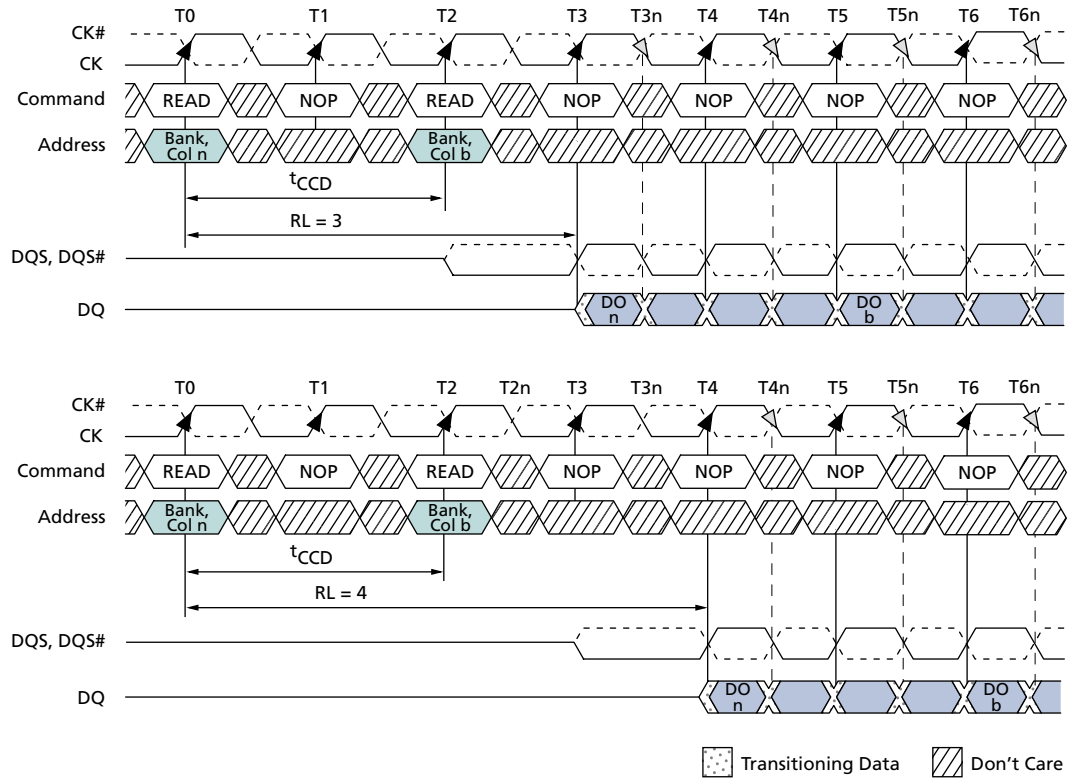 T0 T1 T2 T3 T3n T4 T4n T5 T5n T6 T6n
CK#
CK
Command READ NOP READ NOP NOP NOP NOP
Address Bank, Col n Bank, Col b
tCCD
RL = 3
DQS, DQS#
DQ DO n DO b
T0 T1 T2 T2n T3 T3n T4 T4n T5 T5n T6 T6n
CK#
CK
Command READ NOP READ NOP NOP NOP NOP
Address Bank, Col n Bank, Col b
tCCD
RL = 4
DQS, DQS#
DQ DO n DO b
Transitioning Data Don't Care